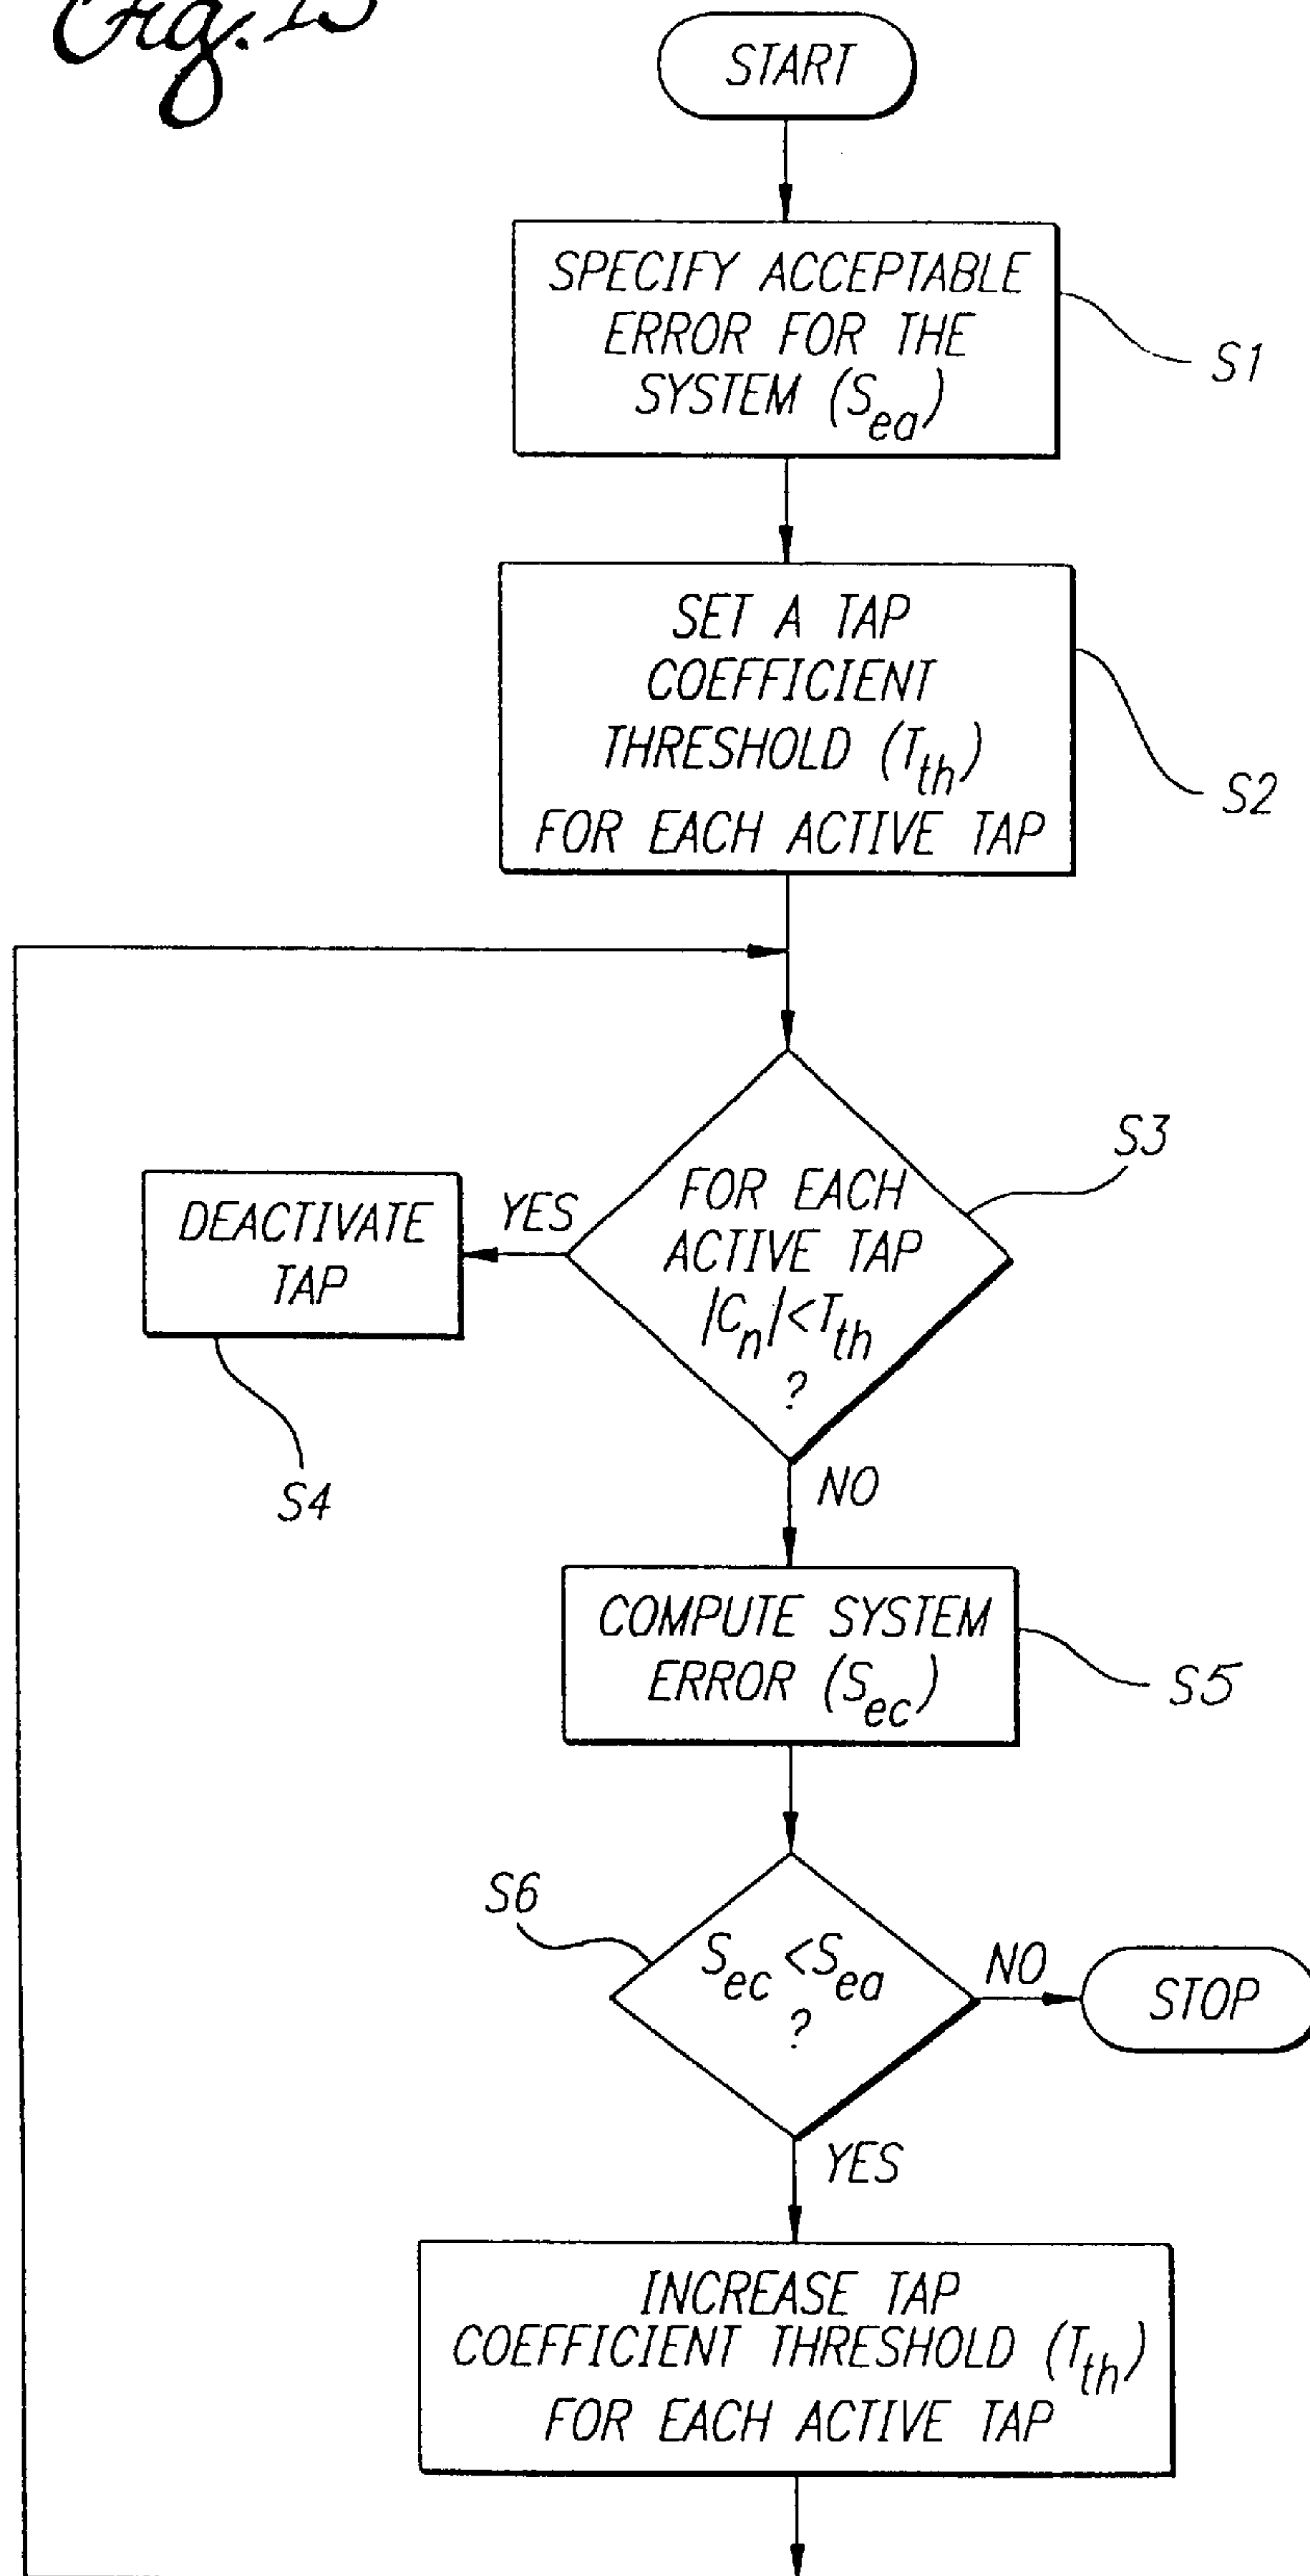 Fig. 13
START
SPECIFY ACCEPTABLE
ERROR FOR THE
SYSTEM (Sea)
S1
SET A TAP
COEFFICIENT
THRESHOLD (Tth)
FOR EACH ACTIVE TAP
S2
S3
FOR EACH
ACTIVE TAP
|Cn|<Tth
?
YES
DEACTIVATE
TAP
S4
NO
COMPUTE SYSTEM
ERROR (Sec)
S5
S6
Sec<Sea
?
NO
STOP
YES
INCREASE TAP
COEFFICIENT THRESHOLD (Tth)
FOR EACH ACTIVE TAP